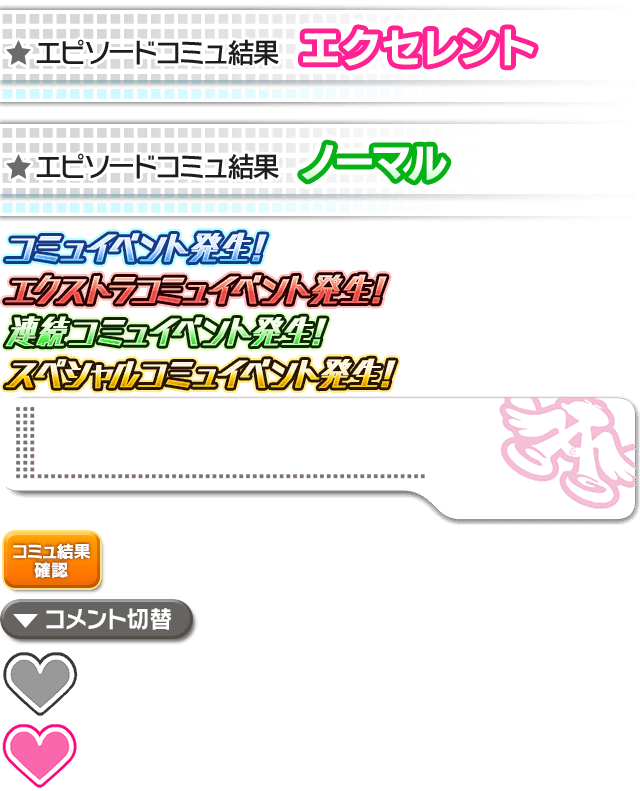 ★エピソードコミュ結果 エクセレント
★エピソードコミュ結果 ノーマル
コミュイベント発生!
エクストラコミュイベント発生!
連続コミュイベント発生!
スペシャルコミュイベント発生!
A
コミュ結果
確認
▼コメント切替